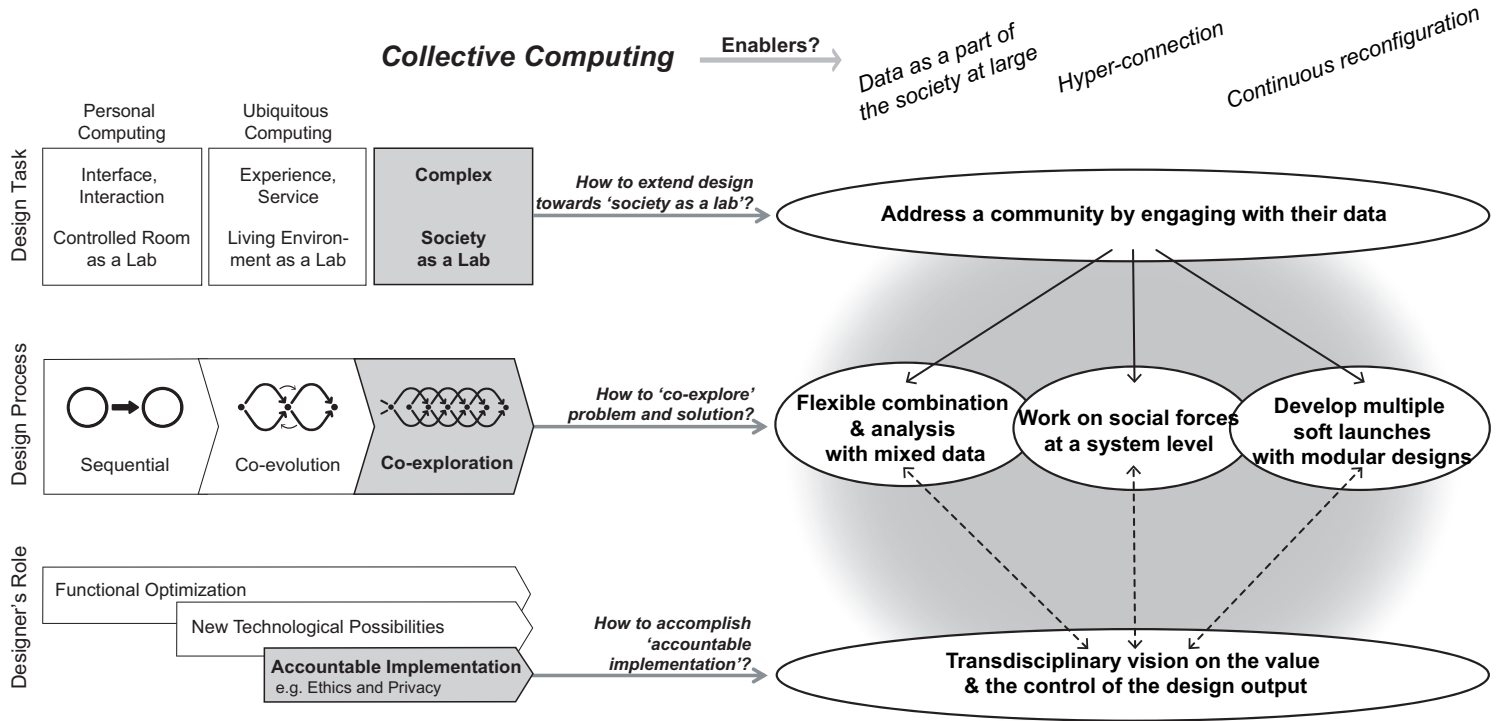 Collective Computing
Enablers?
Data as a part of
the society at large
Hyper-connection
Continuous reconfiguration
Personal
Computing
Ubiquitous
Computing
Design Task
Interface,
Interaction
Controlled Room
as a Lab
Experience,
Service
Living Environ-
ment as a Lab
Complex
Society
as a Lab
How to extend design
towards ‘society as a lab’?
Address a community by engaging with their data
Design Process
Sequential
Co-evolution
Co-exploration
How to ‘co-explore’
problem and solution?
Flexible combination
& analysis
with mixed data
Work on social forces
at a system level
Develop multiple
soft launches
with modular designs
Designer's Role
Functional Optimization
New Technological Possibilities
Accountable Implementation
e.g. Ethics and Privacy
How to accomplish
‘accountable
implementation’?
Transdisciplinary vision on the value
& the control of the design output